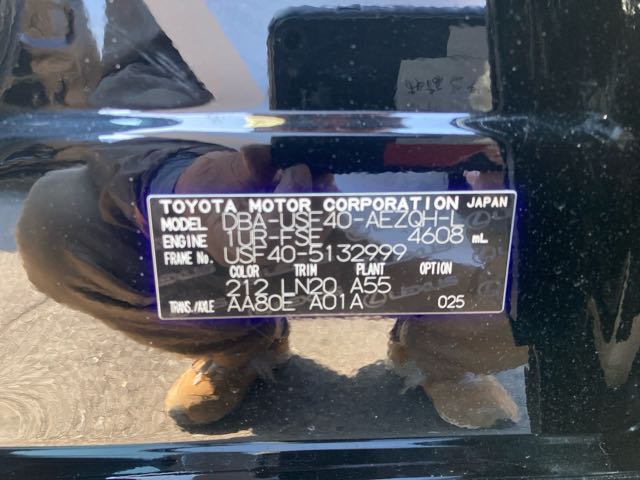 TOYOTA MOTOR CORPORATION JAPAN
MODEL DBA-USF40-AEZQH-L
ENGINE 1UR-FSE 4608 mL
FRAME No. USF40-5132999
COLOR TRIM PLANT OPTION
212 LN20 A55
TRANS./AXLE AA80E A01A 025
LEXUS